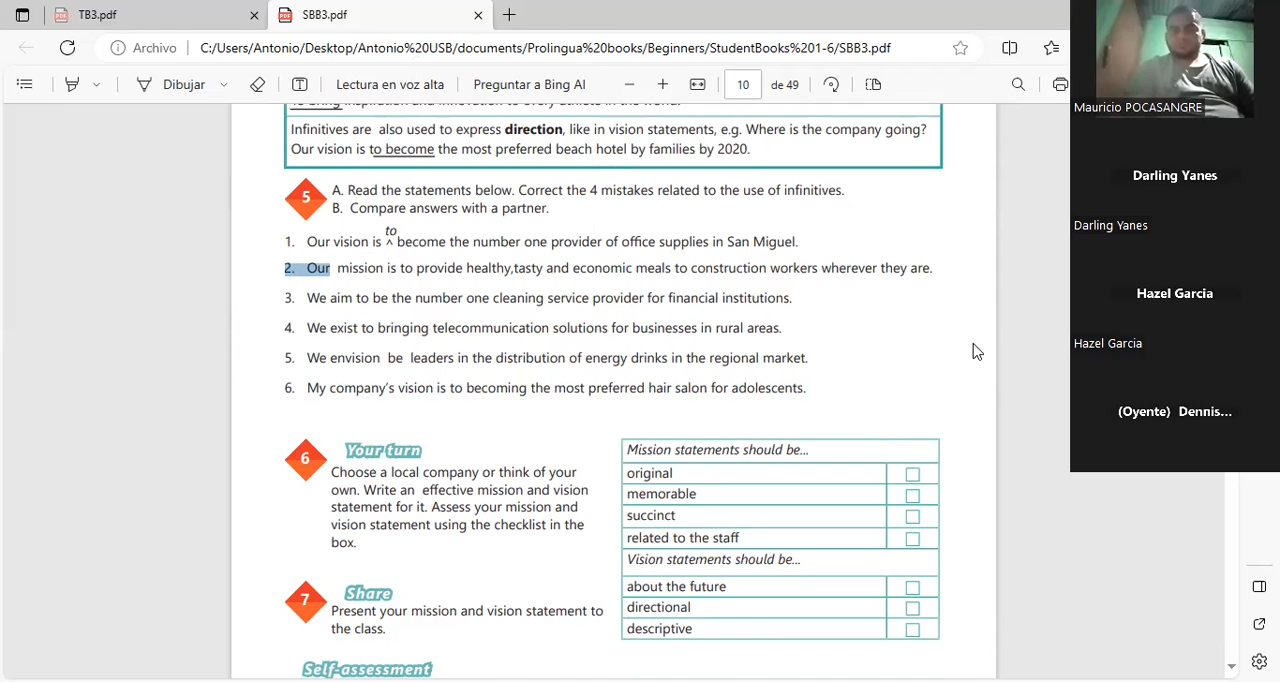 TB3.pdf
SBB3.pdf
Archivo
C:/Users/Antonio/Desktop/Antonio%20USB/documents/Prolingua%20books/Beginners/StudentBooks%201-6/SBB3.pdf
Dibujar
Lectura en voz alta
Preguntar a Bing AI
10
de 49
To bring inspiration and innovation to every athlete in the world.
Infinitives are also used to express direction, like in vision statements, e.g. Where is the company going?
Our vision is to become the most preferred beach hotel by families by 2020.
5
A. Read the statements below. Correct the 4 mistakes related to the use of infinitives.
B. Compare answers with a partner.
to
1. Our vision is ^ become the number one provider of office supplies in San Miguel.
2. Our mission is to provide healthy,tasty and economic meals to construction workers wherever they are.
3. We aim to be the number one cleaning service provider for financial institutions.
4. We exist to bringing telecommunication solutions for businesses in rural areas.
5. We envision be leaders in the distribution of energy drinks in the regional market.
6. My company's vision is to becoming the most preferred hair salon for adolescents.
6
Your turn
Choose a local company or think of your
own. Write an effective mission and vision
statement for it. Assess your mission and
vision statement using the checklist in the
box.
Mission statements should be...
original
memorable
succinct
related to the staff
Vision statements should be...
about the future
directional
descriptive
7
Share
Present your mission and vision statement to
the class.
Self-assessment
Mauricio POCASANGRE
Darling Yanes
Darling Yanes
Hazel Garcia
Hazel Garcia
(Oyente) Dennis...